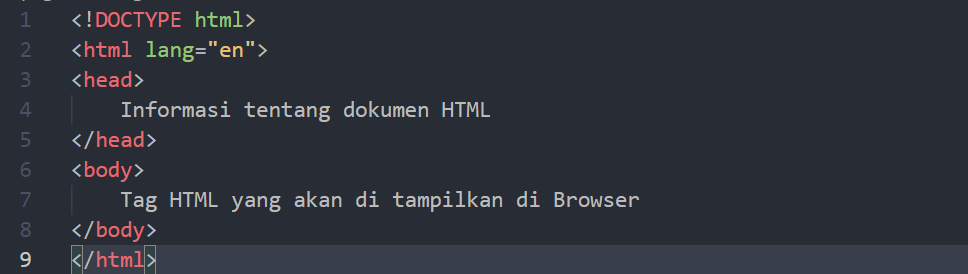 1 <!DOCTYPE html>
2 <html lang="en">
3 <head>
4 Informasi tentang dokumen HTML
5 </head>
6 <body>
7 Tag HTML yang akan di tampilkan di Browser
8 </body>
9 </html>